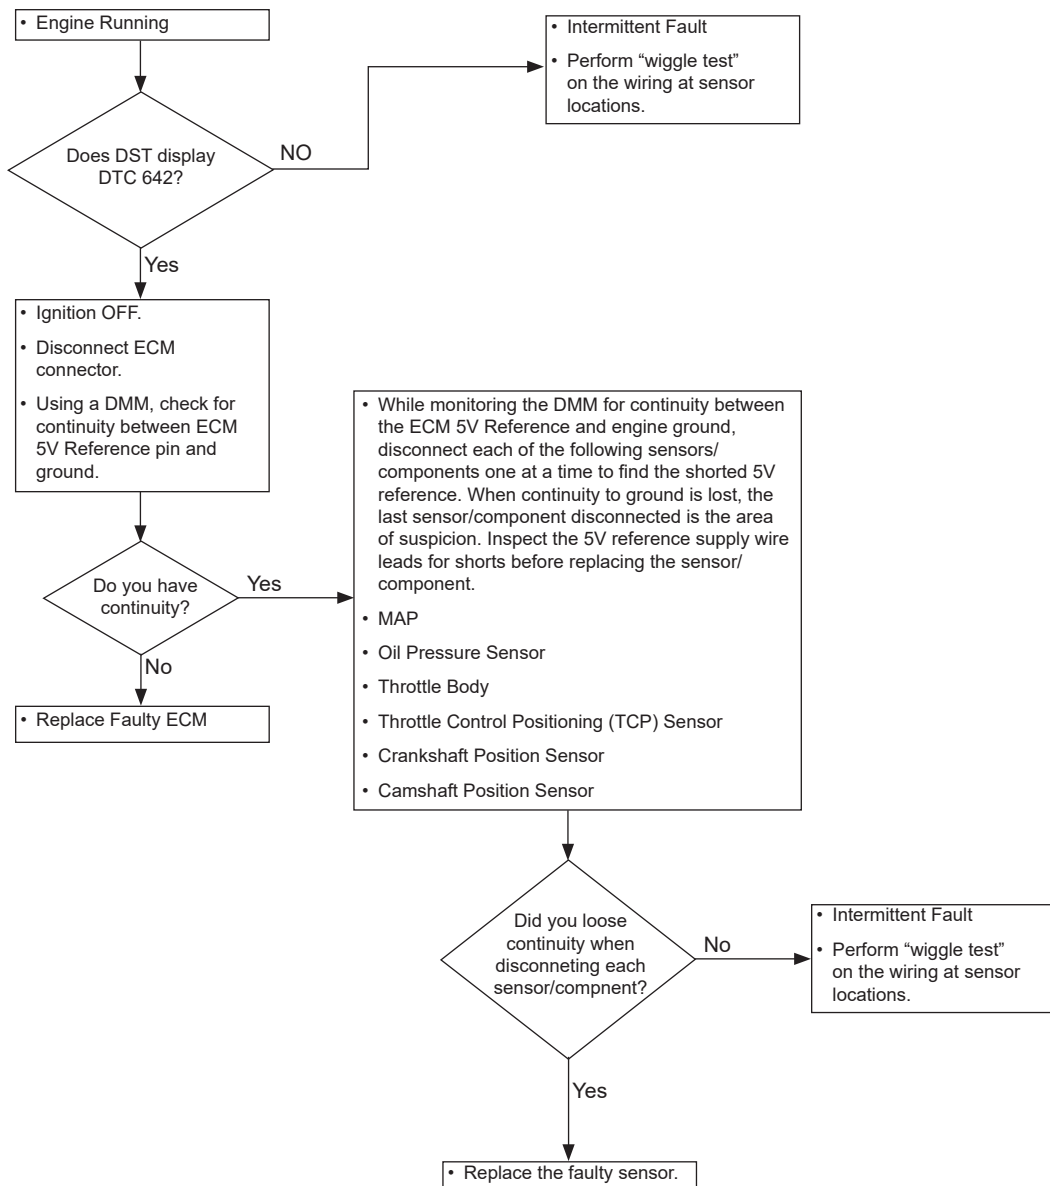 • Engine Running
• Intermittent Fault
• Perform “wiggle test”
on the wiring at sensor
locations.
Does DST display
DTC 642?
NO
Yes
• Ignition OFF.
• Disconnect ECM
connector.
• Using a DMM, check for
continuity between ECM
5V Reference pin and
ground.
Do you have
continuity?
Yes
No
• Replace Faulty ECM
• While monitoring the DMM for continuity between
the ECM 5V Reference and engine ground,
disconnect each of the following sensors/
components one at a time to find the shorted 5V
reference. When continuity to ground is lost, the
last sensor/component disconnected is the area
of suspicion. Inspect the 5V reference supply wire
leads for shorts before replacing the sensor/
component.
• MAP
• Oil Pressure Sensor
• Throttle Body
• Throttle Control Positioning (TCP) Sensor
• Crankshaft Position Sensor
• Camshaft Position Sensor
Did you loose
continuity when
disconneting each
sensor/compnent?
No
• Intermittent Fault
• Perform “wiggle test”
on the wiring at sensor
locations.
Yes
• Replace the faulty sensor.